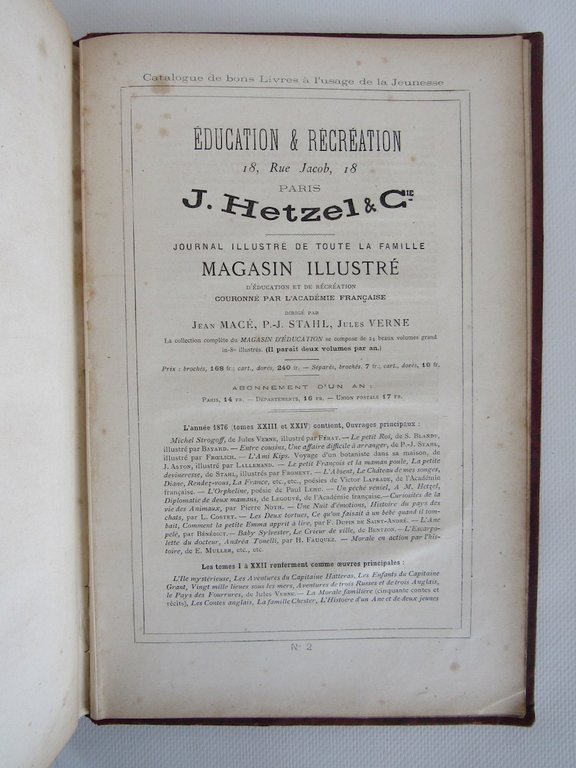 Catalogue de bons Livres à l'usage de la Jeunesse
ÉDUCATION & RECRÉATION
18, Rue Jacob, 18
PARIS
J. Hetzel & Cie
JOURNAL ILLUSTRÉ DE TOUTE LA FAMILLE
MAGASIN ILLUSTRÉ
D'ÉDUCATION ET DE RÉCRÉATION
COURONNÉ PAR L'ACADÉMIE FRANÇAISE
DIRIGÉ PAR
JEAN MACÉ, P.-J. STAHL, JULES VERNE
La collection complète du MAGASIN D'ÉDUCATION se compose de 24 beaux volumes grand
in-8º illustrés. (Il paraît deux volumes par an.)
Prix : brochés, 168 fr.; cart., dorés, 240 fr. — Séparés, brochés. 7 fr.; cart., dorés, 10 fr.
ABONNEMENT D'UN AN :
PARIS, 14 FR. — DÉPARTEMENTS, 16 FR. — UNION POSTALE 17 FR.
L'année 1876 (tomes XXIII et XXIV) contient, Ouvrages principaux :
Michel Strogoff, de JULES VERNE, illustré par FÉRAT. — Le petit Roi, de S. BLANDY,
illustré par BAYARD. — Entre cousins, Une affaire difficile à arranger, de P.-J. STAHL,
illustré par FRŒLICH. — L'Ami Kips. Voyage d'un botaniste dans sa maison, de
J. ASTON, illustré par LALLEMAND. — Le petit François et la maman poule, La petite
devineresse, de STAHL, illustrés par FROMENT. — L'Absent, Le Château de mes songes,
Diane, Rendez-vous, La France, etc., etc., poésies de VICTOR LAPRADE, de l'Académie
française. — L'Orpheline, poésie de PAUL LEHC. — Un péché véniel, A M. Hetzel,
Diplomatie de deux mamans, de LEGOUVÉ, de l'Académie française.—Curiosités de la
vie des Animaux, par PIERRE NOTH. — Une Nuit d'émotions, Histoire du pays des
chats, par L. COSTET. — Les Deux tortues, Ce qu'on faisait à un bébé quand il tom-
bait, Comment la petite Emma apprit à lire, par F. DUPIN DE SAINT-ANDRÉ. — L'Ane
pelé, par BÉNÉDICT.— Baby Sylvester, Le Crieur de ville, de BENTZON. — L'Escargo-
lette du docteur, Andréa Tonelli, par H. FAUQUEZ. — Morale en action par l'his-
toire, de E. MULLER, etc., etc.
Les tomes I à XXII renferment comme œuvres principales :
L'Ile mystérieuse, Les Aventures du Capitaine Hatteras, Les Enfants du Capitaine
Grant, Vingt mille lieues sous les mers, Aventures de trois Russes et de trois Anglais,
le Pays des Fourrures, de JULES VERNE.— La Morale familière (cinquante contes et
récits), Les Contes anglais, La famille Chester, L'Histoire d'un Ane et de deux jeunes
Nº 2